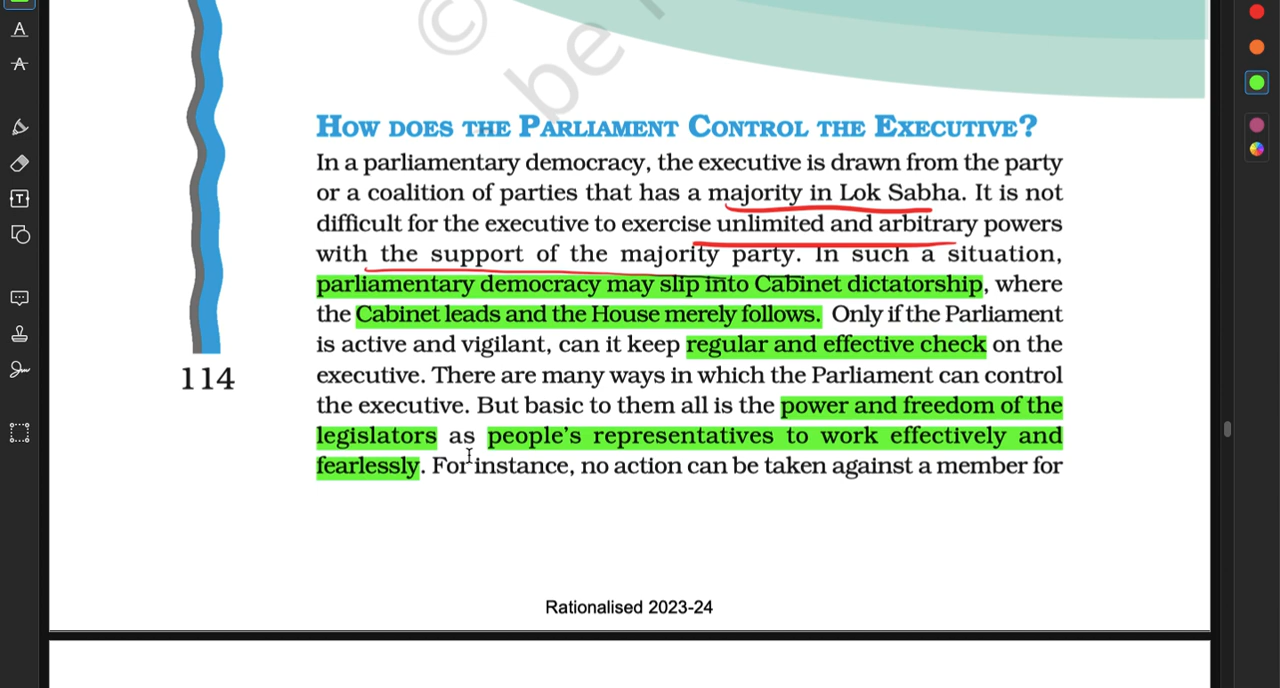 © 
be r
HOW DOES THE PARLIAMENT CONTROL THE EXECUTIVE?
In a parliamentary democracy, the executive is drawn from the party
or a coalition of parties that has a majority in Lok Sabha. It is not
difficult for the executive to exercise unlimited and arbitrary powers
with the support of the majority party. In such a situation,
parliamentary democracy may slip into Cabinet dictatorship, where
the Cabinet leads and the House merely follows. Only if the Parliament
is active and vigilant, can it keep regular and effective check on the
executive. There are many ways in which the Parliament can control
the executive. But basic to them all is the power and freedom of the
legislators as people's representatives to work effectively and
fearlessly. For instance, no action can be taken against a member for
114
Rationalised 2023-24